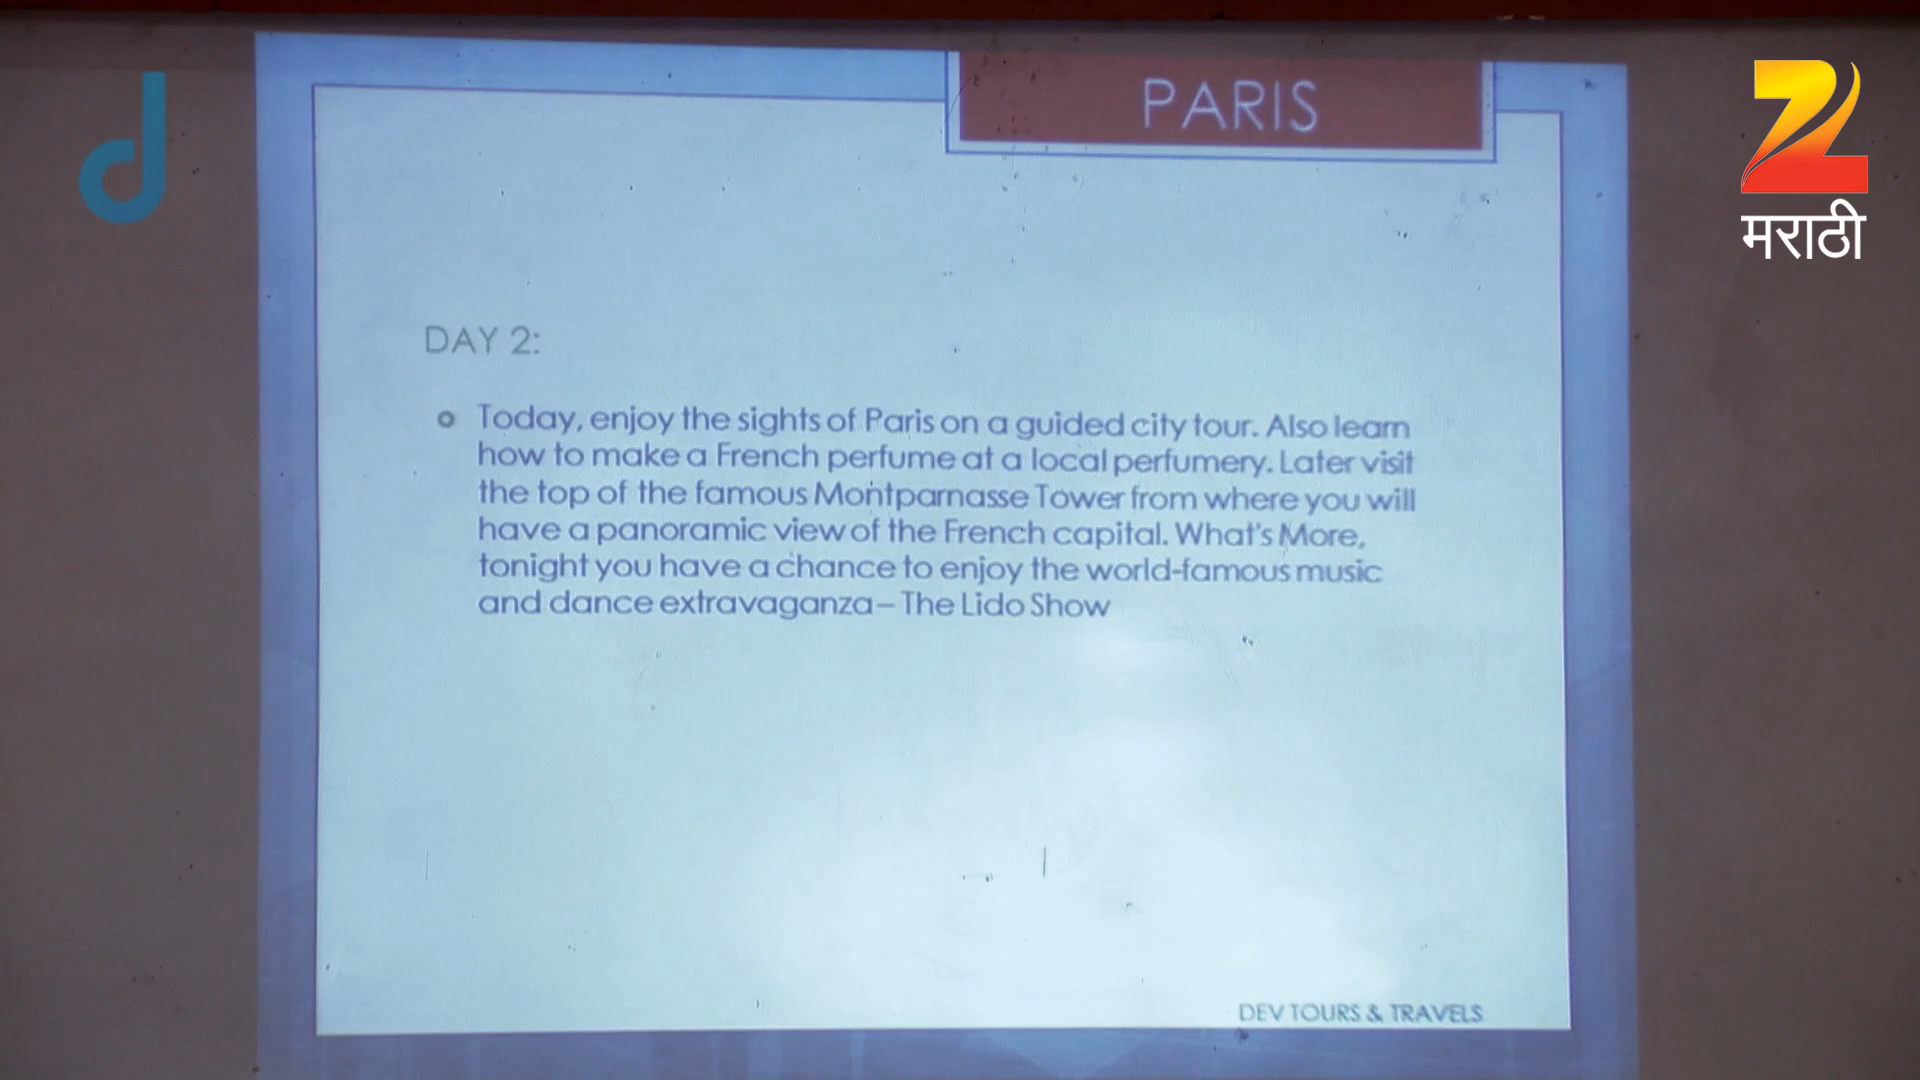 PARIS
मराठी
DAY 2:
Today, enjoy the sights of Paris on a guided city tour. Also learn
how to make a French perfume at a local perfumery. Later visit
the top of the famous Montparnasse Tower from where you will
have a panoramic view of the French capital. What's More,
tonight you have a chance to enjoy the world-famous music
and dance extravaganza – The Lido Show
DEV TOURS & TRAVELS